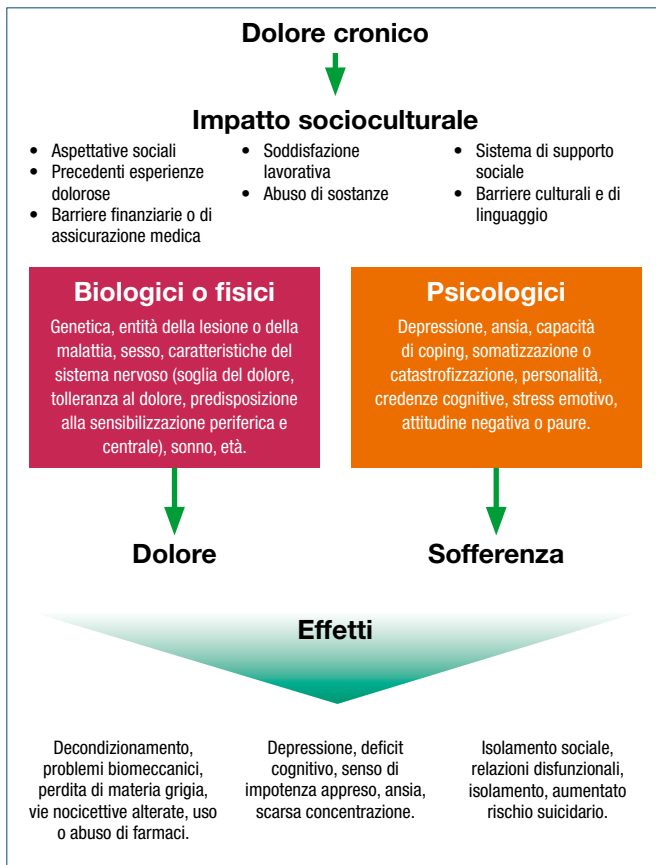 Dolore cronico
Impatto socioculturale
• Aspettative sociali
• Precedenti esperienze
dolorose
• Barriere finanziarie o di
assicurazione medica
• Soddisfazione
lavorativa
• Abuso di sostanze
• Sistema di supporto
sociale
• Barriere culturali e di
linguaggio
Biologici o fisici
Genetica, entità della lesione o della
malattia, sesso, caratteristiche del
sistema nervoso (soglia del dolore,
tolleranza al dolore, predisposizione
alla sensibilizzazione periferica e
centrale), sonno, età.
Psicologici
Depressione, ansia, capacità
di coping, somatizzazione o
catastrofizzazione, personalità,
credenze cognitive, stress emotivo,
attitudine negativa o paure.
Dolore
Sofferenza
Effetti
Decondizionamento,
problemi biomeccanici,
perdita di materia grigia,
vie nocicettive alterate, uso
o abuso di farmaci.
Depressione, deficit
cognitivo, senso di
impotenza appreso, ansia,
scarsa concentrazione.
Isolamento sociale,
relazioni disfunzionali,
isolamento, aumentato
rischio suicidario.